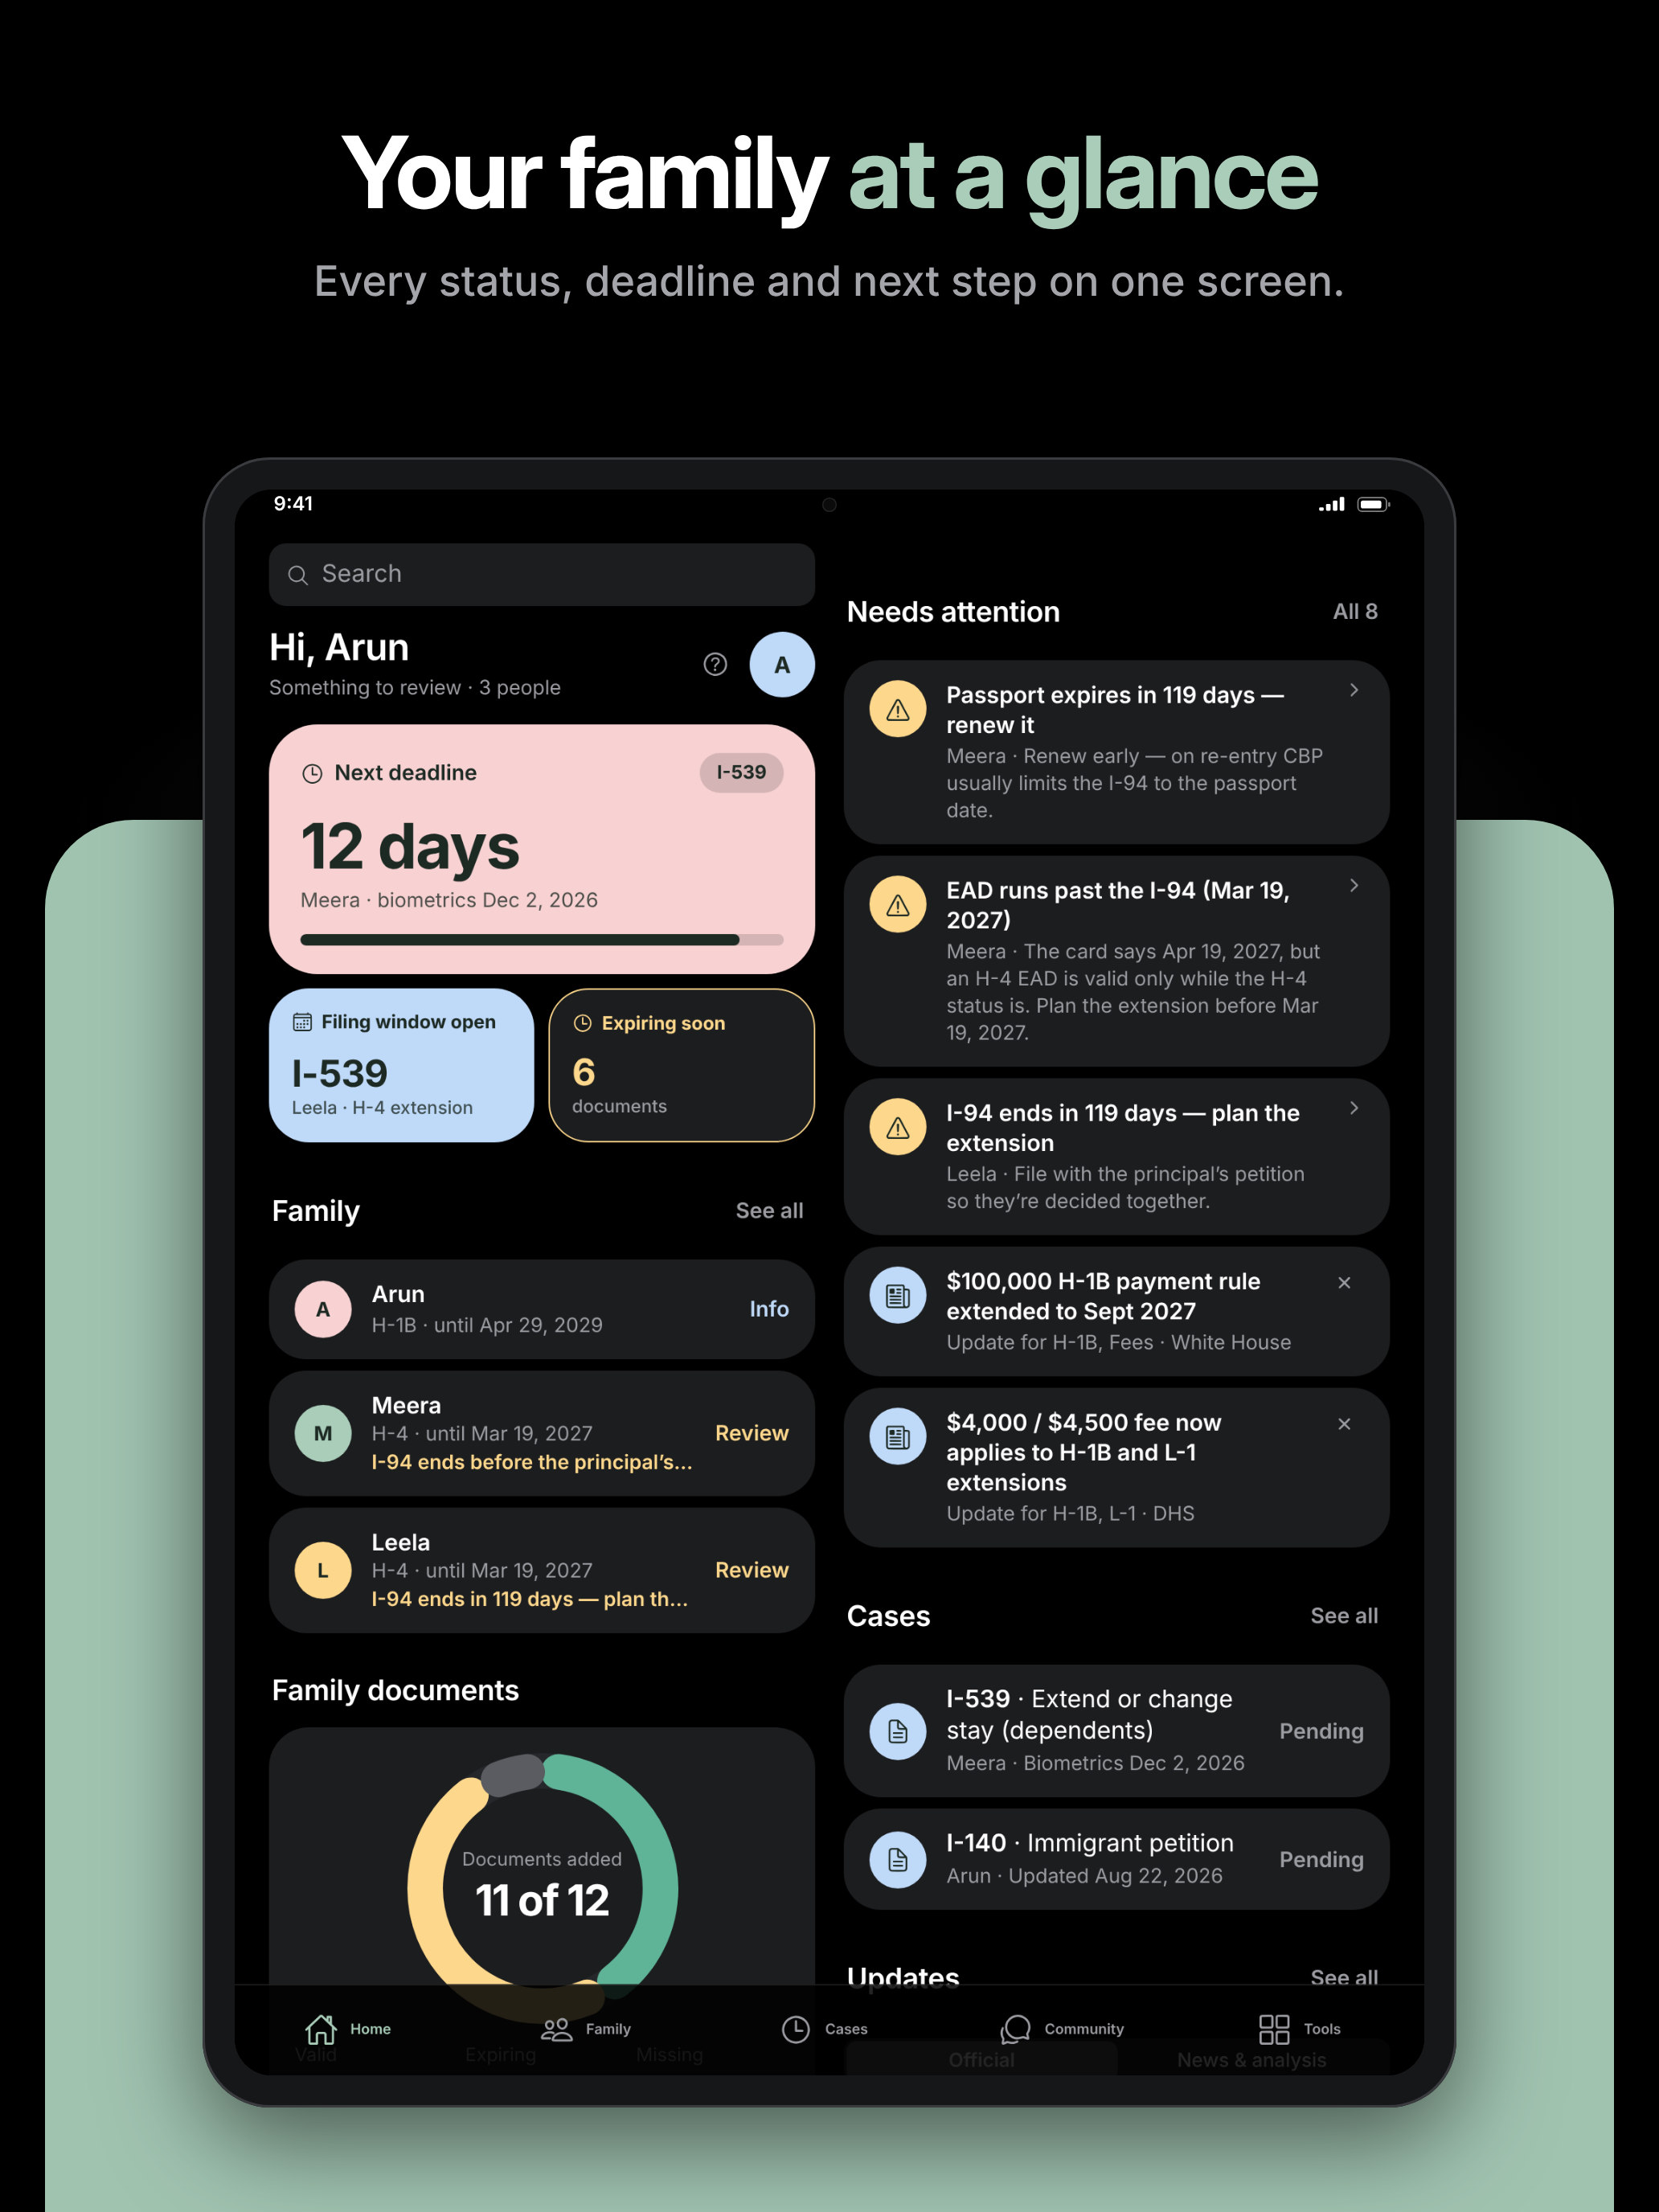 Your family at a glance
Every status, deadline and next step on one screen.
9:41
Search
Hi, Arun
Something to review · 3 people
A
Next deadline
I-539
12 days
Meera · biometrics Dec 2, 2026
Filing window open
I-539
Leela · H-4 extension
Expiring soon
6
documents
Family
See all
A
Arun
H-1B · until Apr 29, 2029
Info
M
Meera
H-4 · until Mar 19, 2027
I-94 ends before the principal’s...
Review
L
Leela
H-4 · until Mar 19, 2027
I-94 ends in 119 days — plan th...
Review
Family documents
Documents added
11 of 12
Valid
Expiring
Missing
Needs attention
All 8
Passport expires in 119 days —
renew it
Meera · Renew early — on re-entry CBP
usually limits the I-94 to the passport
date.
EAD runs past the I-94 (Mar 19,
2027)
Meera · The card says Apr 19, 2027, but
an H-4 EAD is valid only while the H-4
status is. Plan the extension before Mar
19, 2027.
I-94 ends in 119 days — plan the
extension
Leela · File with the principal’s petition
so they’re decided together.
$100,000 H-1B payment rule
extended to Sept 2027
Update for H-1B, Fees · White House
$4,000 / $4,500 fee now
applies to H-1B and L-1
extensions
Update for H-1B, L-1 · DHS
Cases
See all
I-539 · Extend or change
stay (dependents)
Meera · Biometrics Dec 2, 2026
Pending
I-140 · Immigrant petition
Arun · Updated Aug 22, 2026
Pending
Updates
See all
Official
News & analysis
Home
Family
Cases
Community
Tools